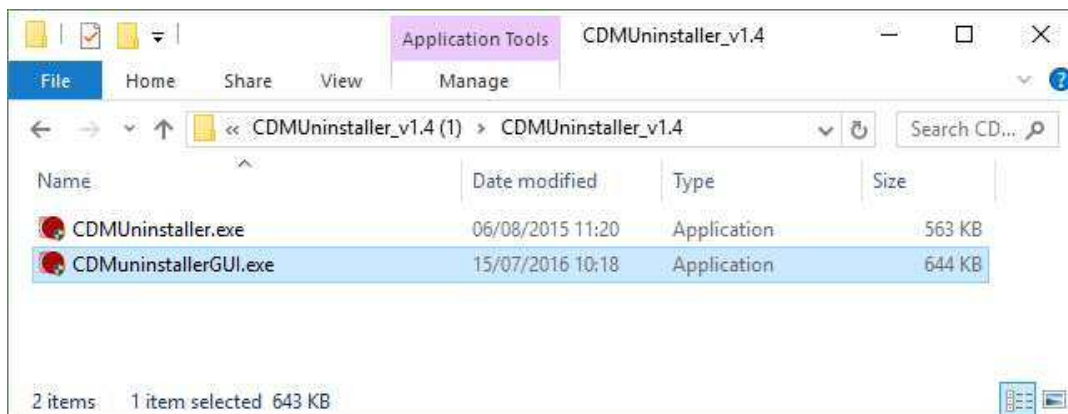 Application Tools CDMUninstaller_v1.4
File Home Share View Manage
« CDMUninstaller_v1.4 (1) › CDMUninstaller_v1.4 Search CD...
Name Date modified Type Size
CDMUninstaller.exe 06/08/2015 11:20 Application 563 KB
CDMuninstallerGUI.exe 15/07/2016 10:18 Application 644 KB
2 items 1 item selected 643 KB